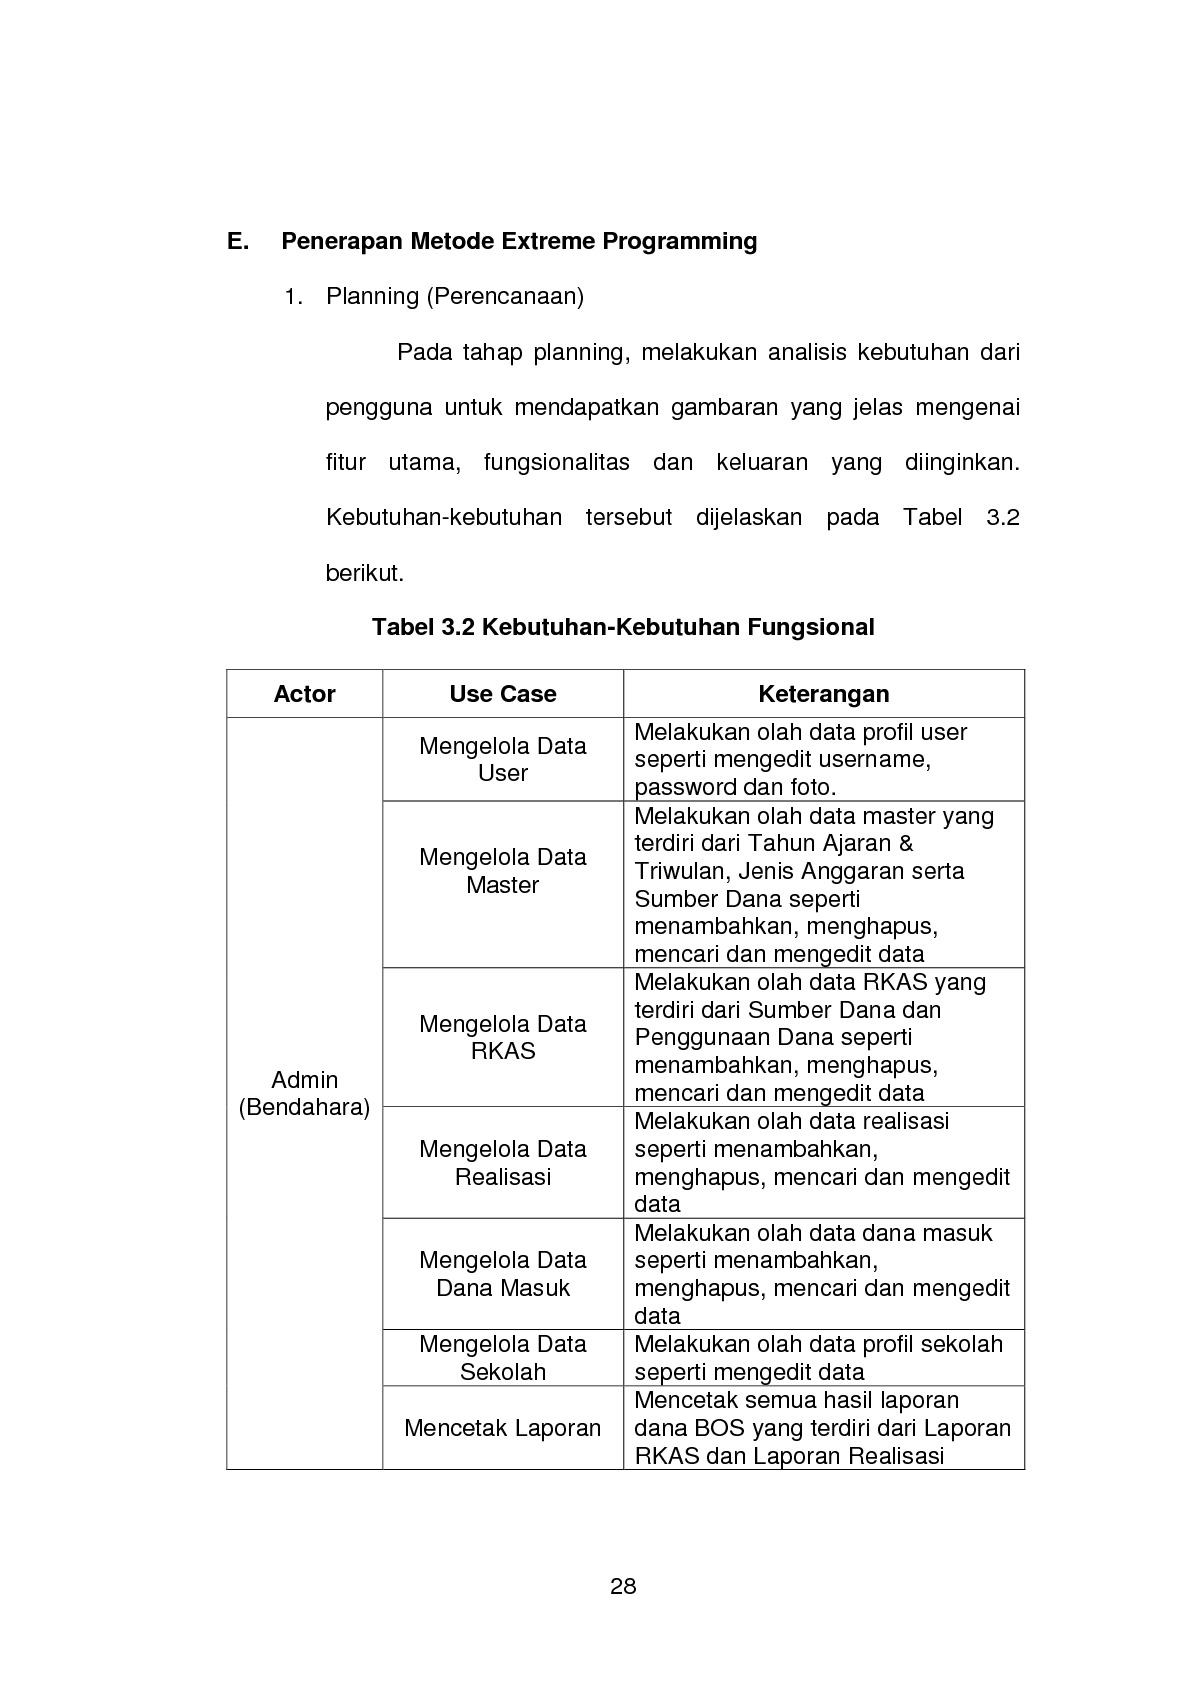 E. Penerapan Metode Extreme Programming
1. Planning (Perencanaan)
Pada tahap planning, melakukan analisis kebutuhan dari
pengguna untuk mendapatkan gambaran yang jelas mengenai
fitur utama, fungsionalitas dan keluaran yang diinginkan.
Kebutuhan-kebutuhan tersebut dijelaskan pada Tabel 3.2
berikut.
Tabel 3.2 Kebutuhan-Kebutuhan Fungsional
Actor Use Case Keterangan
Admin
(Bendahara)
Mengelola Data
User
Melakukan olah data profil user
seperti mengedit username,
password dan foto.
Mengelola Data
Master
Melakukan olah data master yang
terdiri dari Tahun Ajaran &
Triwulan, Jenis Anggaran serta
Sumber Dana seperti
menambahkan, menghapus,
mencari dan mengedit data
Mengelola Data
RKAS
Melakukan olah data RKAS yang
terdiri dari Sumber Dana dan
Penggunaan Dana seperti
menambahkan, menghapus,
mencari dan mengedit data
Mengelola Data
Realisasi
Melakukan olah data realisasi
seperti menambahkan,
menghapus, mencari dan mengedit
data
Mengelola Data
Dana Masuk
Melakukan olah data dana masuk
seperti menambahkan,
menghapus, mencari dan mengedit
data
Mengelola Data
Sekolah
Melakukan olah data profil sekolah
seperti mengedit data
Mencetak Laporan
Mencetak semua hasil laporan
dana BOS yang terdiri dari Laporan
RKAS dan Laporan Realisasi
28